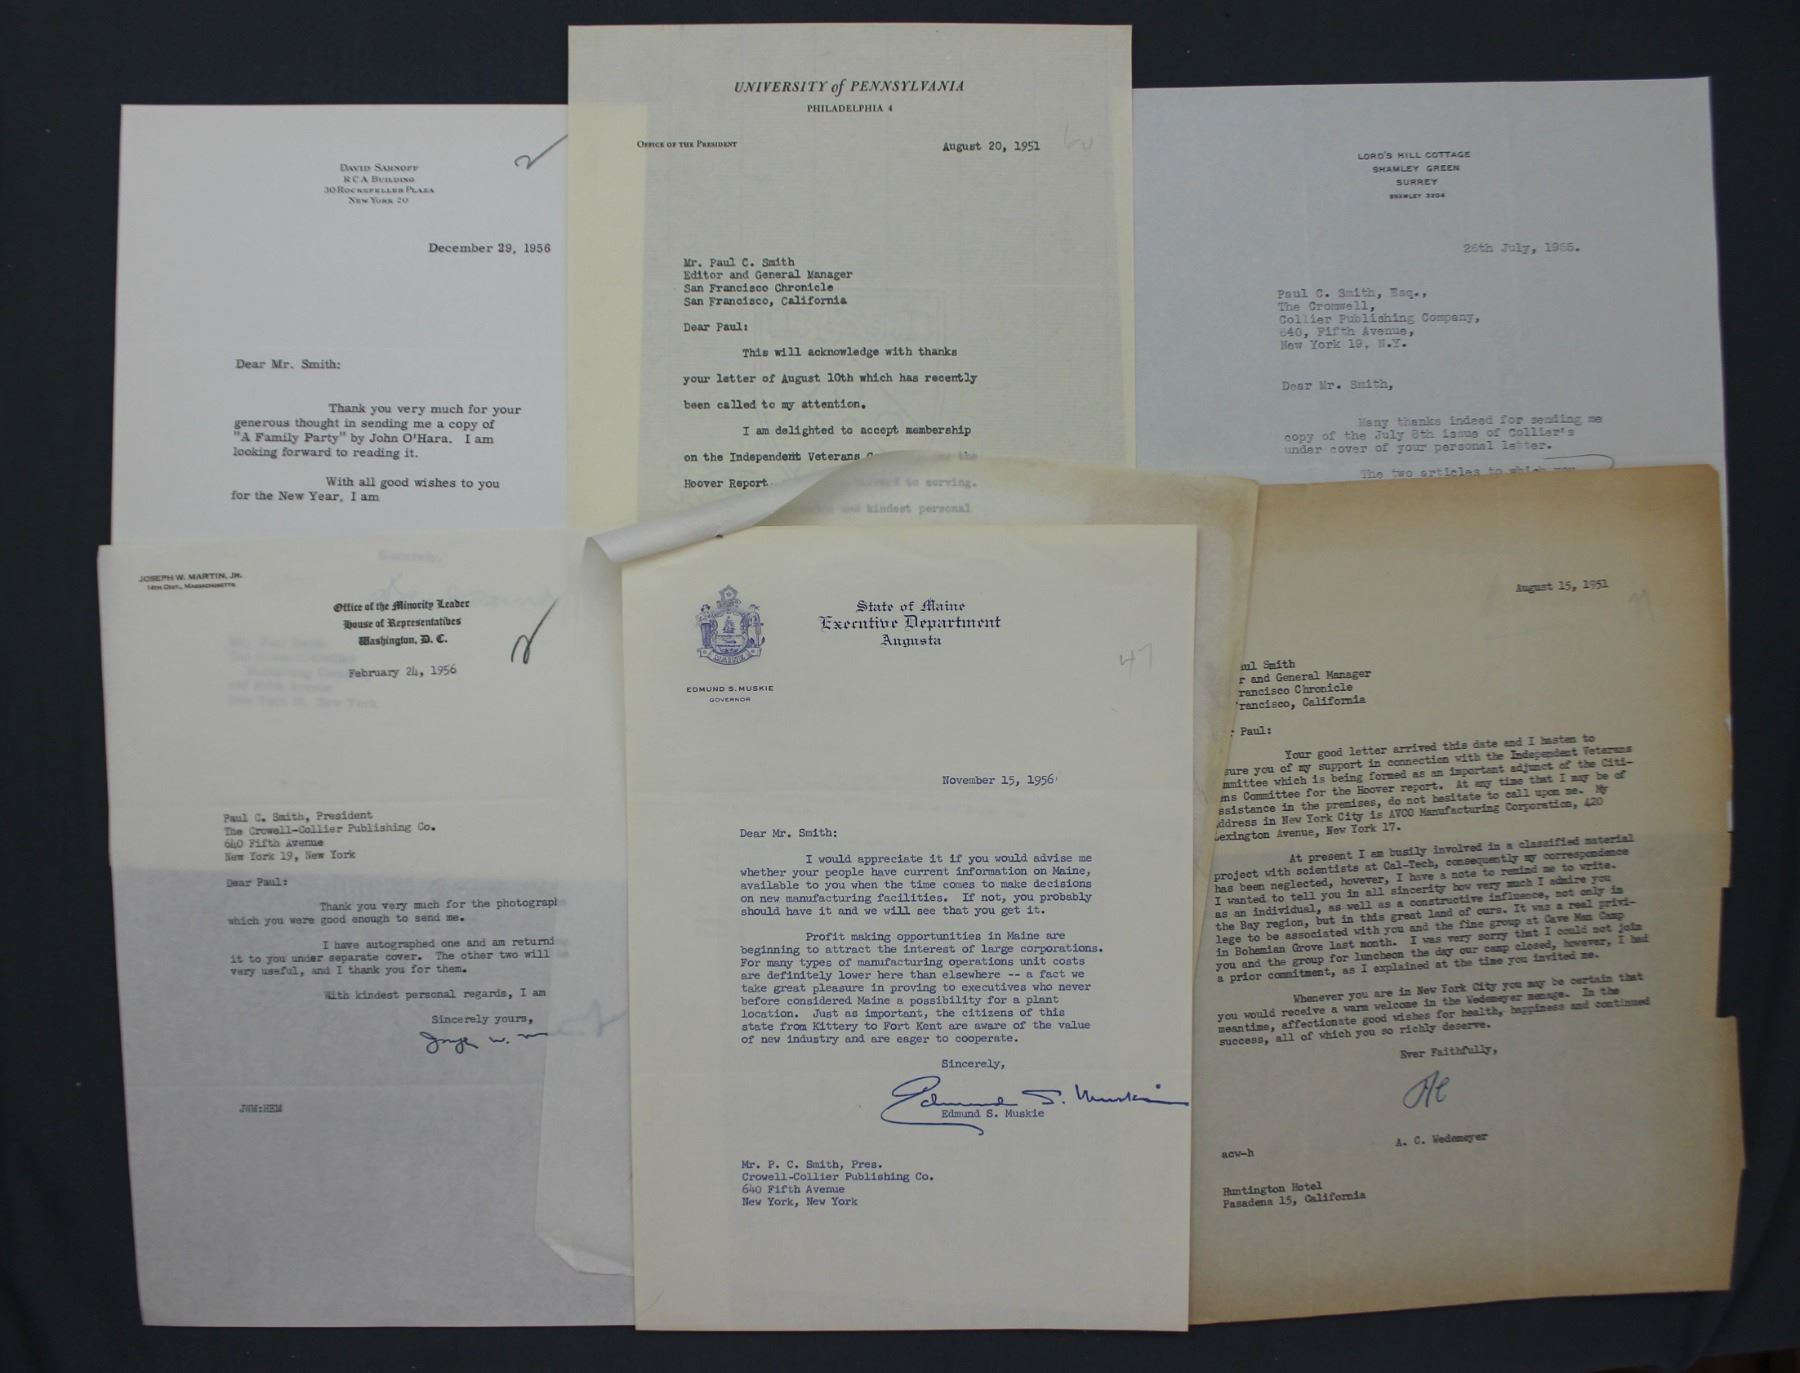 DAVID SARNOFF
RCA BUILDING
30 ROCKEFELLER PLAZA
NEW YORK 20
December 29, 1956
Dear Mr. Smith:
Thank you very much for your
generous thought in sending me a copy of
"A Family Party" by John O'Hara. I am
looking forward to reading it.
With all good wishes to you
for the New Year, I am
UNIVERSITY of PENNSYLVANIA
PHILADELPHIA 4
OFFICE OF THE PRESIDENT
August 20, 1951
Mr. Paul C. Smith
Editor and General Manager
San Francisco Chronicle
San Francisco, California
Dear Paul:
This will acknowledge with thanks
your letter of August 10th which has recently
been called to my attention.
I am delighted to accept membership
on the Independent Veterans
Hoover Report. to serving.
and kindest personal
LORD'S HILL COTTAGE
SHAMLEY GREEN
SURREY
SHAMLEY 2204
26th July, 1955.
Paul C. Smith, Esq.,
The Cromwell,
Collier Publishing Company,
640, Fifth Avenue,
New York 19, N.Y.
Dear Mr. Smith,
Many thanks indeed for sending me
copy of the July 8th issue of Collier's
under cover of your personal letter.
The two articles to which you
JOSEPH W. MARTIN, JR.
14TH DIST., MASSACHUSETTS
Office of the Minority Leader
House of Representatives
Washington, D. C.
February 24, 1956
Paul C. Smith, President
The Crowell-Collier Publishing Co.
640 Fifth Avenue
New York 19, New York
Dear Paul:
Thank you very much for the photograph
which you were good enough to send me.
I have autographed one and am returni
it to you under separate cover. The other two will
very useful, and I thank you for them.
With kindest personal regards, I am
Sincerely yours,
Joseph W. M
JWM:HEM
State of Maine
Executive Department
Augusta
47
EDMUND S. MUSKIE
GOVERNOR
November 15, 1956
Dear Mr. Smith:
I would appreciate it if you would advise me
whether your people have current information on Maine,
available to you when the time comes to make decisions
on new manufacturing facilities. If not, you probably
should have it and we will see that you get it.
Profit making opportunities in Maine are
beginning to attract the interest of large corporations.
For many types of manufacturing operations unit costs
are definitely lower here than elsewhere -- a fact we
take great pleasure in proving to executives who never
before considered Maine a possibility for a plant
location. Just as important, the citizens of this
state from Kittery to Fort Kent are aware of the value
of new industry and are eager to cooperate.
Sincerely,
Edmund S. Muskie
Edmund S. Muskie
Mr. P. C. Smith, Pres.
Crowell-Collier Publishing Co.
640 Fifth Avenue
New York, New York
August 15, 1951
ul Smith
r and General Manager
rancisco Chronicle
rancisco, California
r Paul:
Your good letter arrived this date and I hasten to
sure you of my support in connection with the Independent Veterans
mmittee which is being formed as an important adjunct of the Citi-
ens Committee for the Hoover report. At any time that I may be of
ssistance in the premises, do not hesitate to call upon me. My
ddress in New York City is AVCO Manufacturing Corporation, 420
exington Avenue, New York 17.
At present I am busily involved in a classified material
project with scientists at Cal-Tech, consequently my correspondence
has been neglected, however, I have a note to remind me to write.
I wanted to tell you in all sincerity how very much I admire you
as an individual, as well as a constructive influence, not only in
the Bay region, but in this great land of ours. It was a real privi-
lege to be associated with you and the fine group at Cave Man Camp
in Bohemian Grove last month. I was very sorry that I could not join
you and the group for luncheon the day our camp closed, however, I had
a prior commitment, as I explained at the time you invited me.
Whenever you are in New York City you may be certain that
you would receive a warm welcome in the Wedemeyer menage. In the
meantime, affectionate good wishes for health, happiness and continued
success, all of which you so richly deserve.
Ever Faithfully,
A. C. Wedemeyer
acw-h
Huntington Hotel
Pasadena 15, California